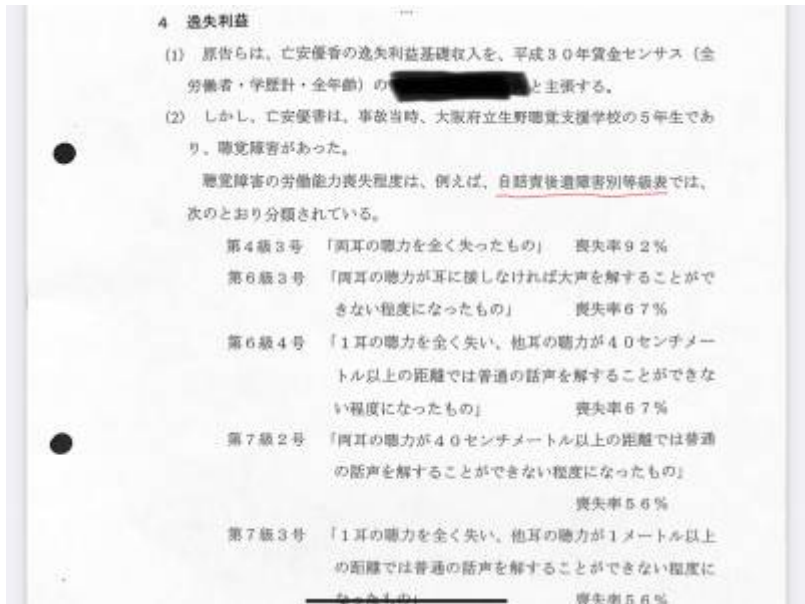 4 逸失利益
(1) 原告らは、亡安優香の逸失利益基礎収入を、平成30年賃金センサス(全
労働者・学歴計・全年齢)の
と主張する。
(2) しかし、亡安優香は、事故当時、大阪府立生野聴覚支援学校の5年生であ
り、聴覚障害があった。
聴覚障害の労働能力喪失程度は、例えば、自賠責後遺障害別等級表では、
次のとおり分類されている。
第4級3号 「両耳の聴力を全く失ったもの」 喪失率92%
第6級3号 「両耳の聴力が耳に接しなければ大声を解することがで
きない程度になったもの」 喪失率67%
第6級4号 「1耳の聴力を全く失い、他耳の聴力が40センチメー
トル以上の距離では普通の話声を解することができな
い程度になったもの」 喪失率67%
第7級2号 「両耳の聴力が40センチメートル以上の距離では普通
の話声を解することができない程度になったもの」
喪失率56%
第7級3号 「1耳の聴力を全く失い、他耳の聴力が1メートル以上
の距離では普通の話声を解することができない程度に
なったもの」 喪失率56%